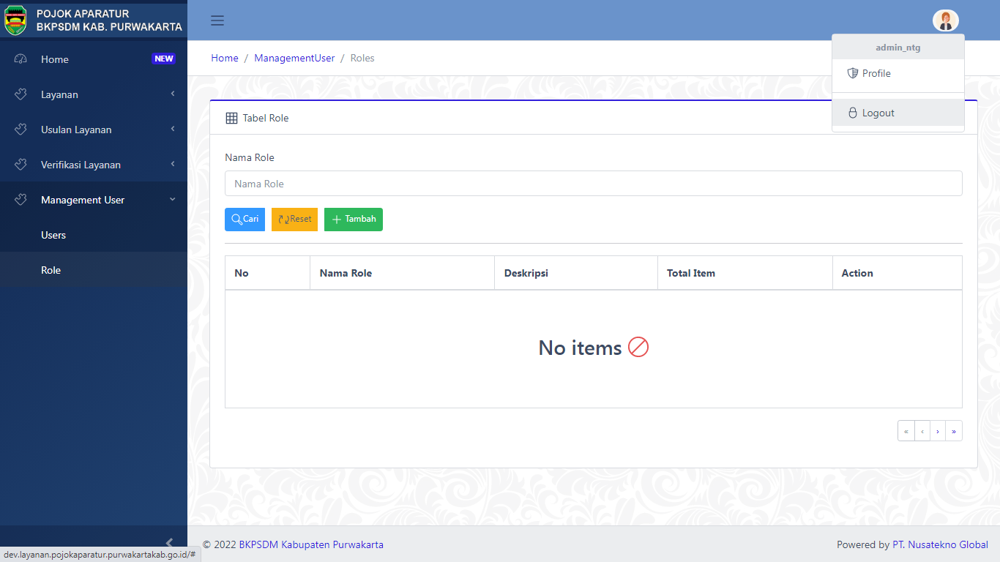 POJOK APARATUR
BKPSDM KAB. PURWAKARTA
Home NEW
Layanan
Usulan Layanan
Verifikasi Layanan
Management User
Users
Role
admin_ntg
Profile
Logout
Home / ManagementUser / Roles
Tabel Role
Nama Role
Nama Role
Cari Reset Tambah
No Nama Role Deskripsi Total Item Action
No items
« ‹ › »
© 2022 BKPSDM Kabupaten Purwakarta
Powered by PT. Nusatekno Global
dev.layanan.pojokaparatur.purwakartakab.go.id/#